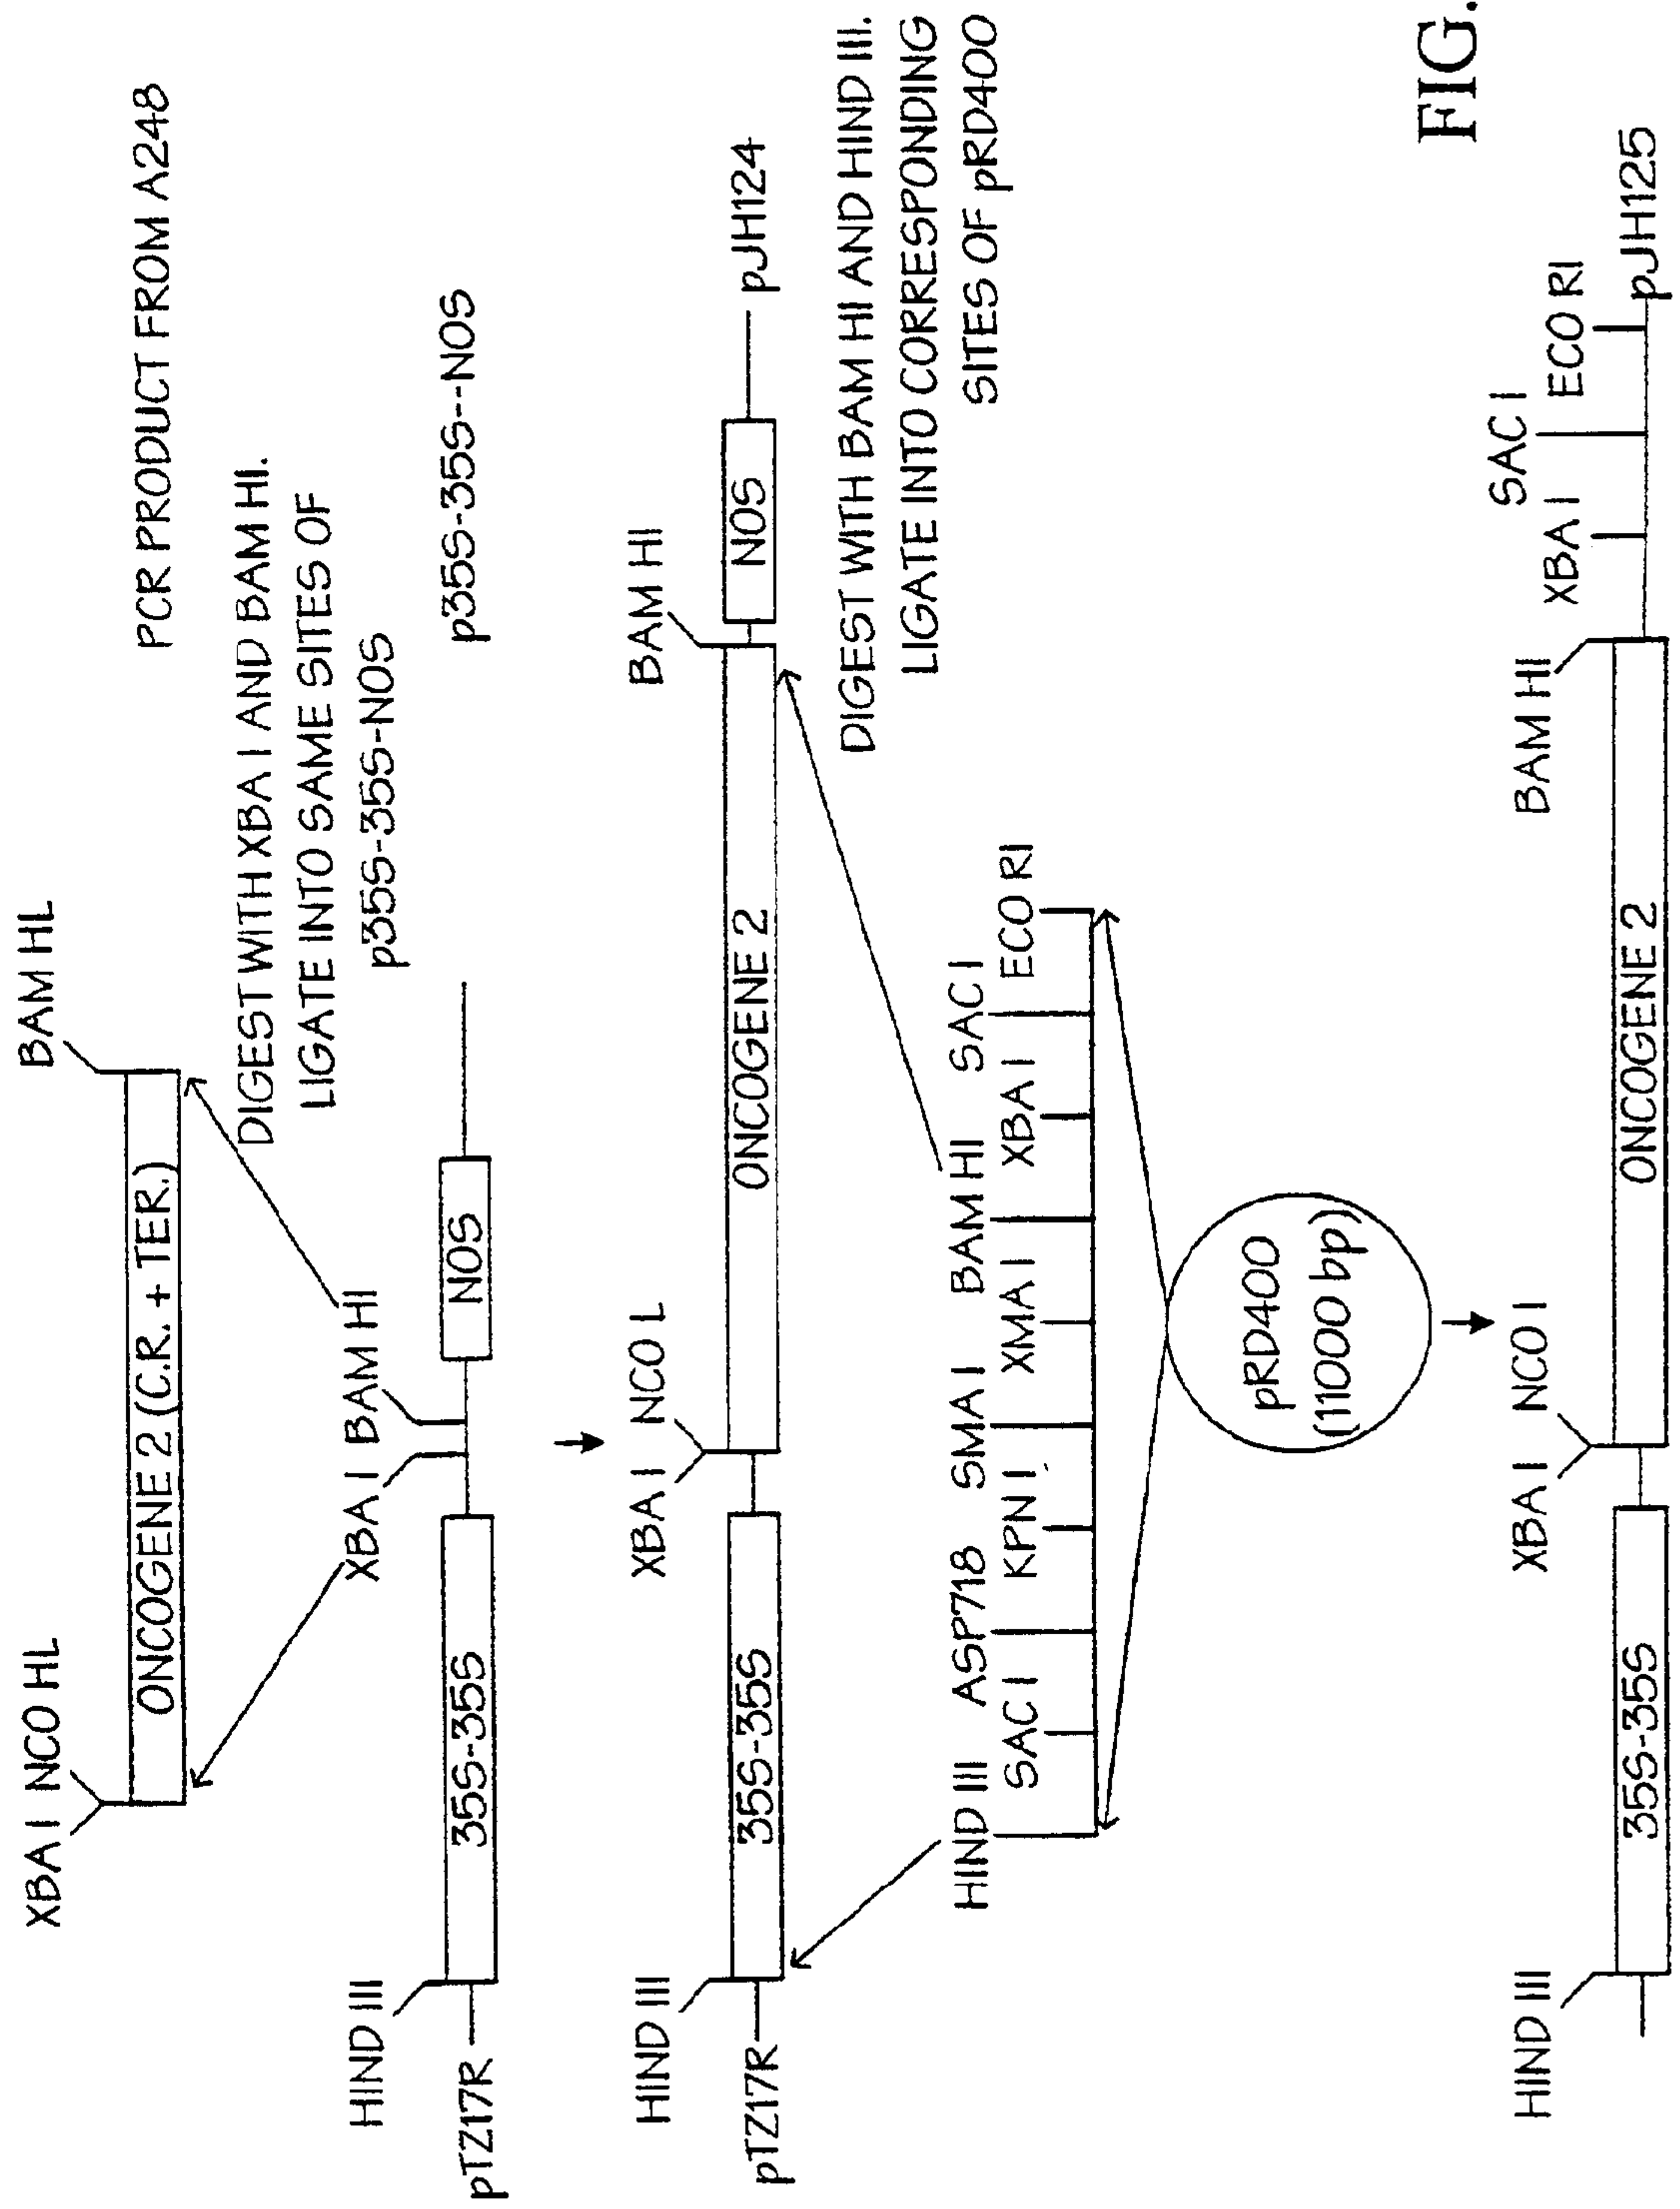 XBA I NCO HL
BAM HL
ONCOGENE 2 (C.R. + TER.)
PCR PRODUCT FROM A248
DIGEST WITH XBA I AND BAM HI.
LIGATE INTO SAME SITES OF
p35S-35S-NOS
HIND III
XBA I BAM HI
pTZ17R
35S-35S
NOS
p35S-35S--NOS
HIND III
XBA I NCO L
BAM HI
pTZ17R
35S-35S
ONCOGENE 2
NOS
pJH124
DIGEST WITH BAM HI AND HIND III.
LIGATE INTO CORRESPONDING
SITES OF pRD400
HIND III ASP718 SMA I BAM HI SAC I
SAC I KPN I XMA I XBA I ECO RI
pRD400
(11000 bp)
FIG.
HIND III
XBA I NCO I
BAM HI
XBA I
SAC I
ECO RI
35S-35S
ONCOGENE 2
pJH125